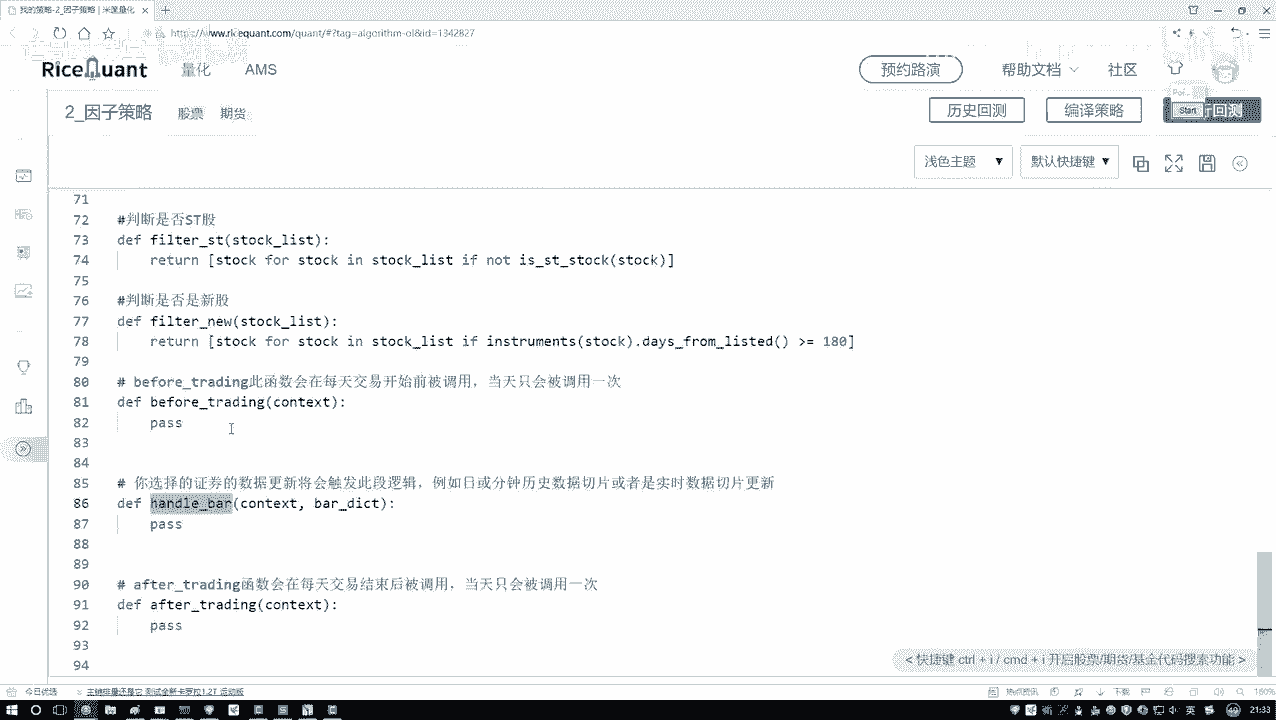 我的策略-2_因子策略 | 米筐量化
www.ricequant.com/quant/#?tag=algorithm-el&id=1342827
RiceQuant 量化 AMS 预约路演 帮助文档 社区
2_因子策略 股票 期货 历史回测 编译策略 回测
Start
浅色主题 默认快捷键
71
72 #判断是否ST股
73 def filter_st(stock_list):
74 return [stock for stock in stock_list if not is_st_stock(stock)]
75
76 #判断是否是新股
77 def filter_new(stock_list):
78 return [stock for stock in stock_list if instruments(stock).days_from_listed() >= 180]
79
80 # before_trading此函数会在每天交易开始前被调用，当天只会被调用一次
81 def before_trading(context):
82 pass
83
84
85 # 你选择的证券的数据更新将会触发此段逻辑，例如日或分钟历史数据切片或者是实时数据切片更新
86 def handle_bar(context, bar_dict):
87 pass
88
89
90 # after_trading函数会在每天交易结束后被调用，当天只会被调用一次
91 def after_trading(context):
92 pass
93
94
< 快捷键 ctrl + i / cmd + i 开启股票/期货/基金代码搜索功能 >
今日优选 热点资讯 下载 160%
英 21:33